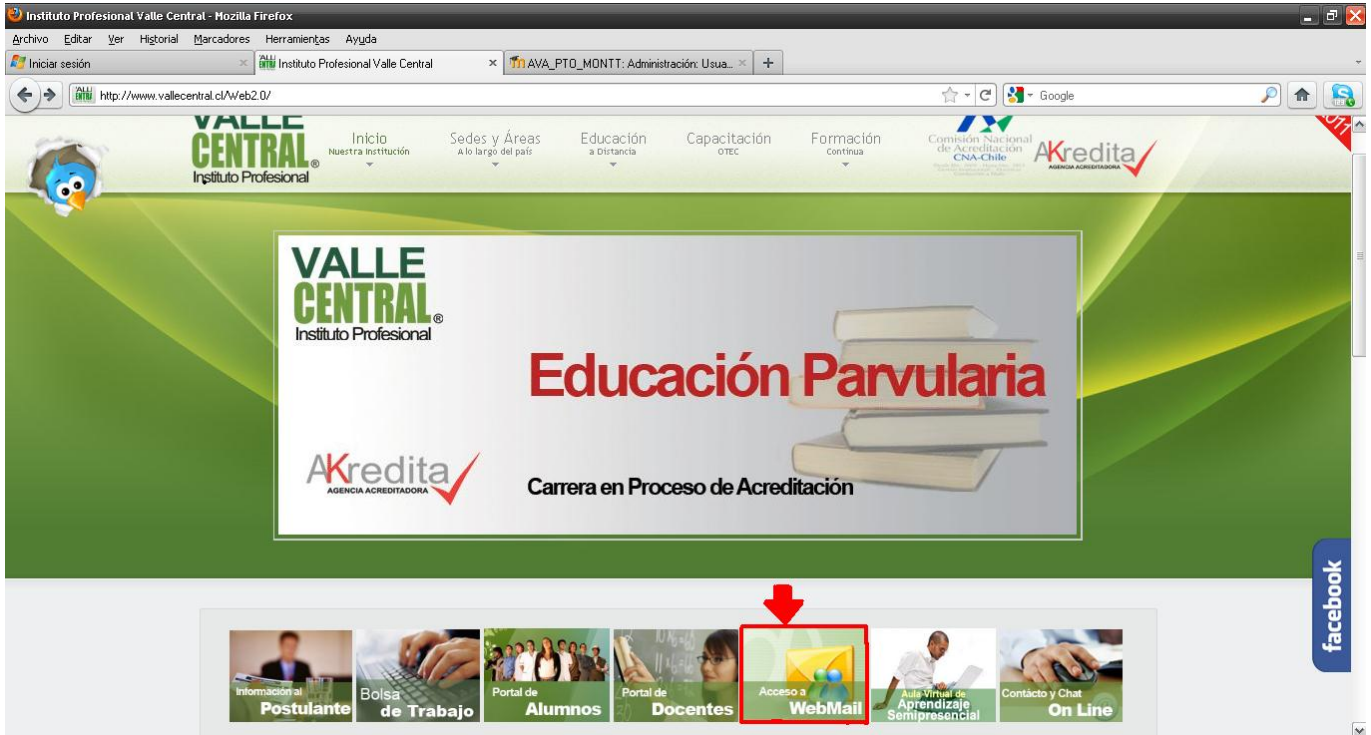 Instituto Profesional Valle Central - Mozilla Firefox
Archivo Editar Ver Historial Marcadores Herramientas Ayuda
Iniciar sesión
Instituto Profesional Valle Central
AVA_PTO_MONTT: Administración: Usua...
http://www.vallecentral.cl/Web2.0/
Google
VALLE
CENTRAL®
Instituto Profesional
Inicio
Nuestra Institución
Sedes y Áreas
A lo largo del país
Educación
a Distancia
Capacitación
OTEC
Formación
Continua
Comisión Nacional
de Acreditación
CNA-Chile
AKredita
AGENCIA ACREDITADORA
2011
VALLE
CENTRAL®
Instituto Profesional
Educación Parvularia
AKredita
AGENCIA ACREDITADORA
Carrera en Proceso de Acreditación
facebook
Información al
Postulante
Bolsa
de Trabajo
Portal de
Alumnos
Portal de
Docentes
Acceso a
WebMail
Aula Virtual de
Aprendizaje
Semipresencial
Contácto y Chat
On Line